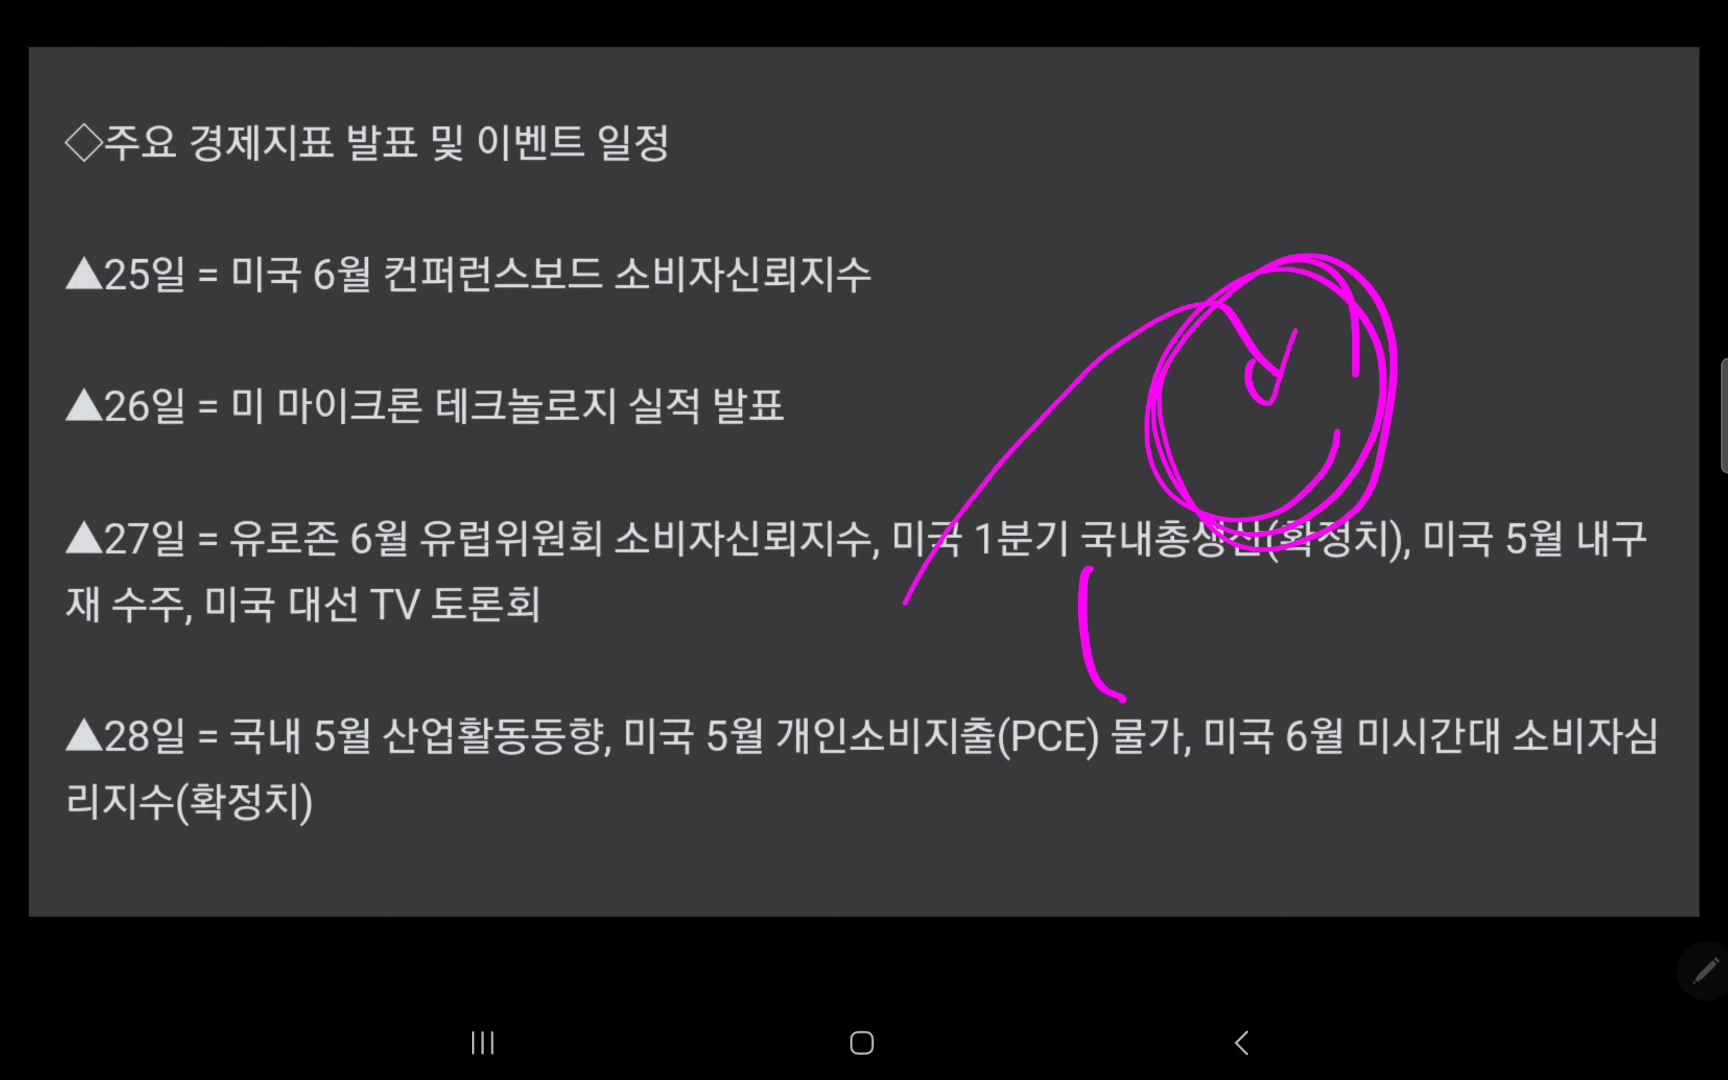 ◇주요 경제지표 발표 및 이벤트 일정
▲25일 = 미국 6월 컨퍼런스보드 소비자신뢰지수
▲26일 = 미 마이크론 테크놀로지 실적 발표
▲27일 = 유로존 6월 유럽위원회 소비자신뢰지수, 미국 1분기 국내총생산(확정치), 미국 5월 내구
재 수주, 미국 대선 TV 토론회
▲28일 = 국내 5월 산업활동동향, 미국 5월 개인소비지출(PCE) 물가, 미국 6월 미시간대 소비자심
리지수(확정치)